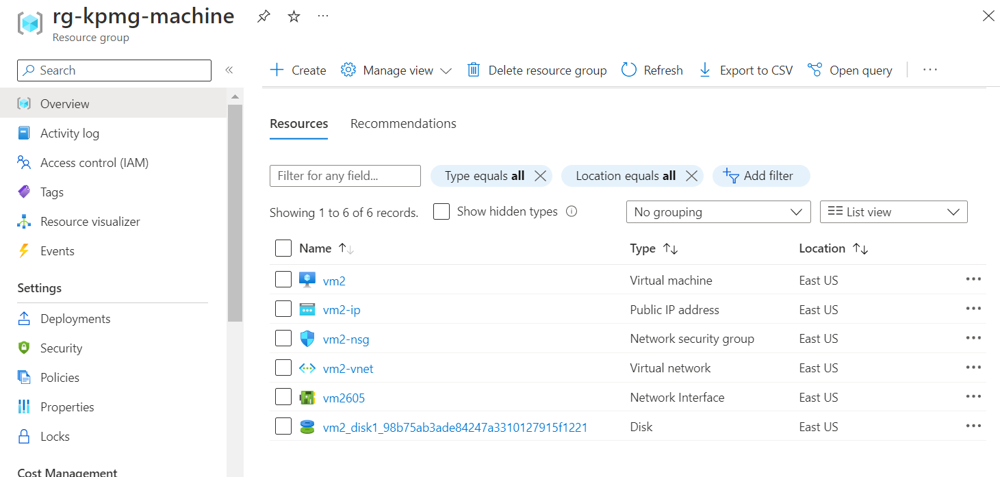 rg-kpmg-machine
Resource group
Search
Create Manage view Delete resource group Refresh Export to CSV Open query
Overview
Activity log
Access control (IAM)
Tags
Resource visualizer
Events
Settings
Deployments
Security
Policies
Properties
Locks
Cost Management
Resources Recommendations
Filter for any field... Type equals all Location equals all Add filter
Showing 1 to 6 of 6 records. Show hidden types No grouping List view
Name Type Location
vm2 Virtual machine East US
vm2-ip Public IP address East US
vm2-nsg Network security group East US
vm2-vnet Virtual network East US
vm2605 Network Interface East US
vm2_disk1_98b75ab3ade84247a3310127915f1221 Disk East US